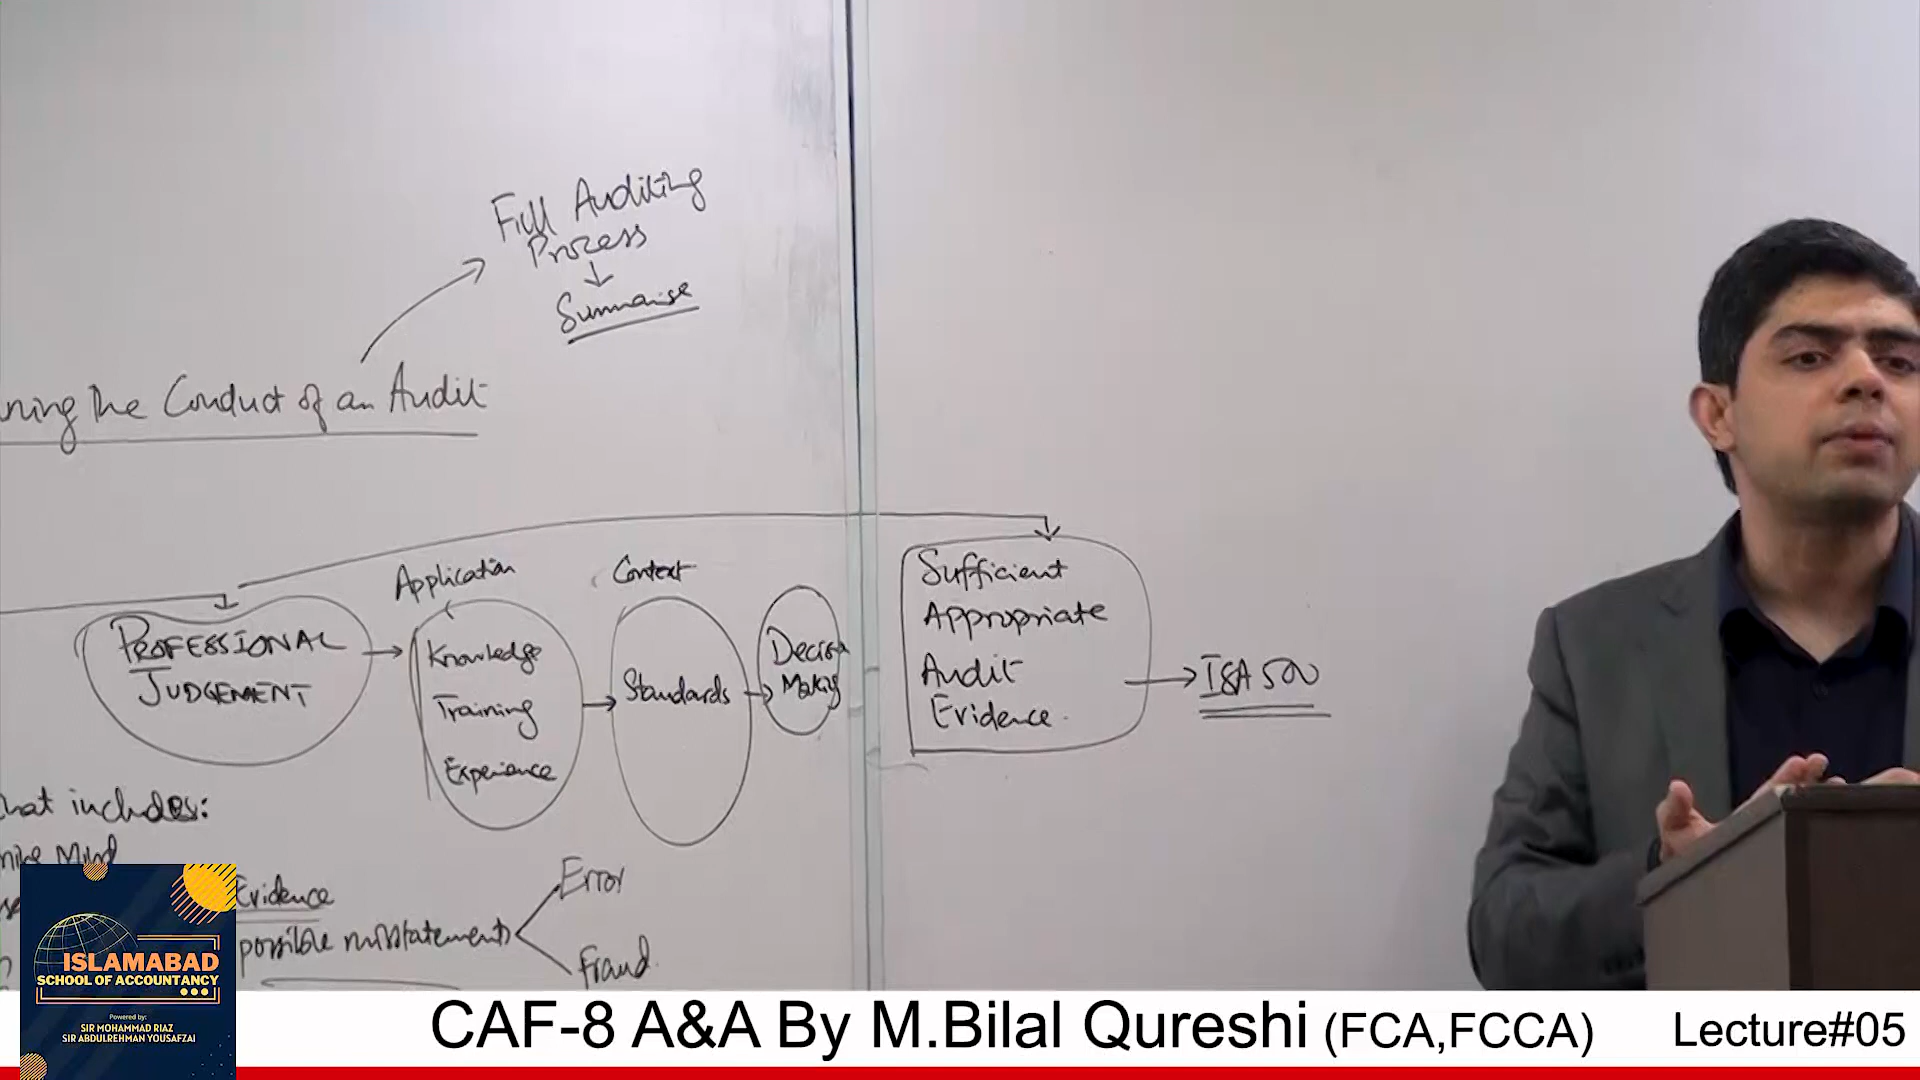 Full Auditing
Process
Summarise
ning the Conduct of an Audit
Application
Context
PROFESSIONAL
JUDGEMENT
Knowledge
Training
Experience
Standards
Decision
Making
Sufficient
Appropriate
Audit
Evidence.
ISA 500
includes:
Mind
Evidence
possible misstatements
Error
Fraud.
ISLAMABAD
SCHOOL OF ACCOUNTANCY
Powered by:
SIR MOHAMMAD RIAZ
SIR ABDULREHMAN YOUSAFZAI
CAF-8 A&A By M.Bilal Qureshi (FCA,FCCA)
Lecture#05